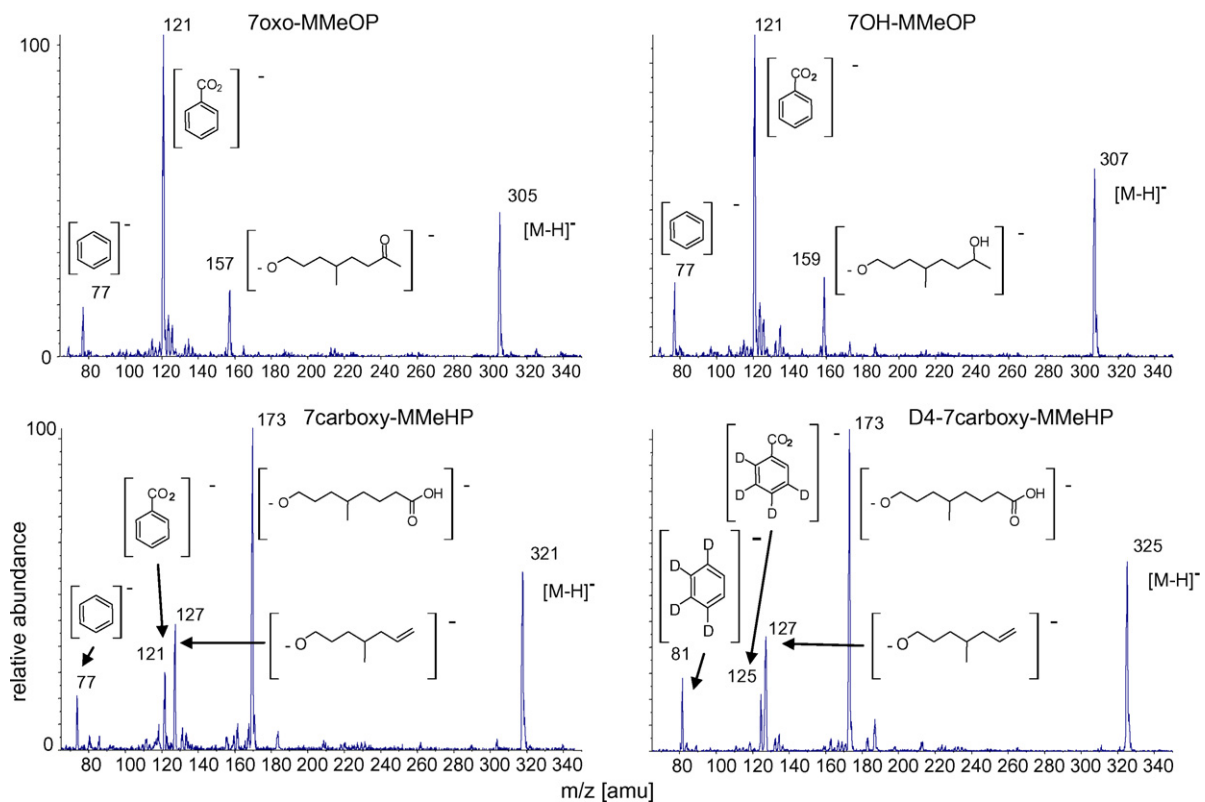 7oxo-MMeOP
121
100
CO2
-
305
[M-H]-
-
77
157
- O
O
-
0
80 100 120 140 160 180 200 220 240 260 280 300 320 340
7OH-MMeOP
121
CO2
-
307
[M-H]-
-
77
159
- O
OH
-
80 100 120 140 160 180 200 220 240 260 280 300 320 340
7carboxy-MMeHP
100
173
CO2
-
- O
OH
O
-
321
[M-H]-
-
127
121
77
- O
-
relative abundance
0
80 100 120 140 160 180 200 220 240 260 280 300 320 340
D4-7carboxy-MMeHP
173
CO2
D
D
D
D
-
- O
OH
O
-
325
[M-H]-
D
D
D
D
-
127
125
81
- O
-
80 100 120 140 160 180 200 220 240 260 280 300 320 340
m/z [amu]